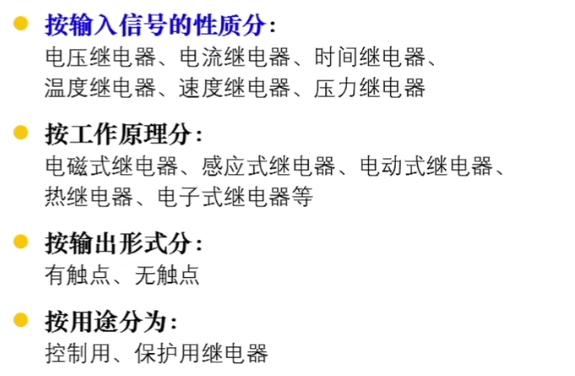 按输入信号的性质分：
电压继电器、电流继电器、时间继电器、
温度继电器、速度继电器、压力继电器
按工作原理分：
电磁式继电器、感应式继电器、电动式继电器、
热继电器、电子式继电器等
按输出形式分：
有触点、无触点
按用途分为：
控制用、保护用继电器